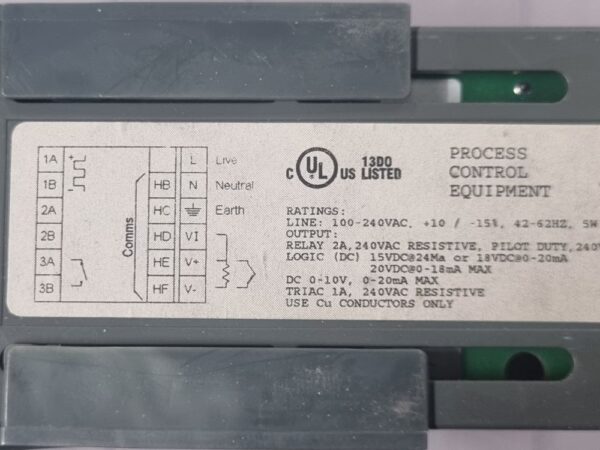 1A
L
Live
1B
HB
N
Neutral
2A
HC
Earth
2B
HD
VI
3A
HE
V+
3B
HF
V-
Comms
C UL US
13DO
LISTED
PROCESS
CONTROL
EQUIPMENT
RATINGS:
LINE: 100-240VAC, +10 / -15%, 42-62HZ, 5W
OUTPUT:
RELAY 2A,240VAC RESISTIVE, PILOT DUTY,240V
LOGIC (DC) 15VDC@24Ma or 18VDC@0-20mA
20VDC@0-18mA MAX
DC 0-10V, 0-20mA MAX
TRIAC 1A, 240VAC RESISTIVE
USE Cu CONDUCTORS ONLY